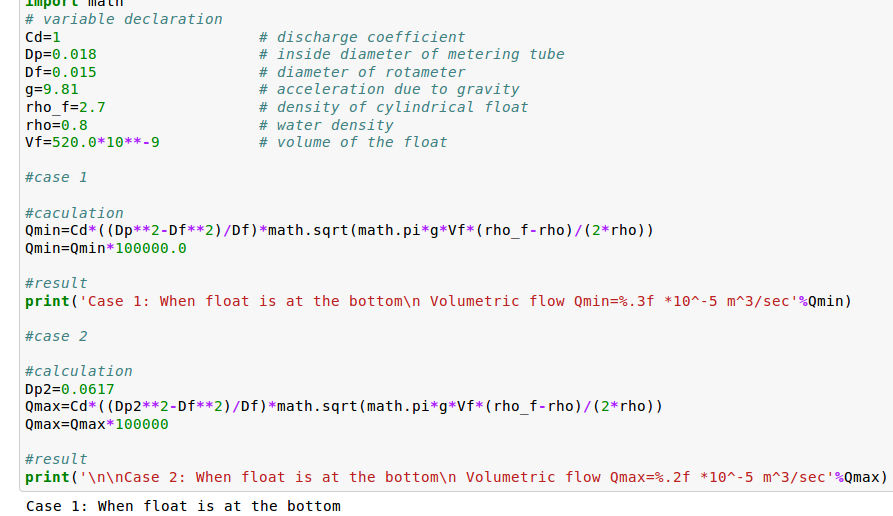 import math
# variable declaration
Cd=1 # discharge coefficient
Dp=0.018 # inside diameter of metering tube
Df=0.015 # diameter of rotameter
g=9.81 # acceleration due to gravity
rho_f=2.7 # density of cylindrical float
rho=0.8 # water density
Vf=520.0*10**-9 # volume of the float
#case 1
#caculation
Qmin=Cd*((Dp**2-Df**2)/Df)*math.sqrt(math.pi*g*Vf*(rho_f-rho)/(2*rho))
Qmin=Qmin*100000.0
#result
print('Case 1: When float is at the bottom\n Volumetric flow Qmin=%.3f *10^-5 m^3/sec'%Qmin)
#case 2
#calculation
Dp2=0.0617
Qmax=Cd*((Dp2**2-Df**2)/Df)*math.sqrt(math.pi*g*Vf*(rho_f-rho)/(2*rho))
Qmax=Qmax*100000
#result
print('\n\nCase 2: When float is at the bottom\n Volumetric flow Qmax=%.2f *10^-5 m^3/sec'%Qmax)
Case 1: When float is at the bottom